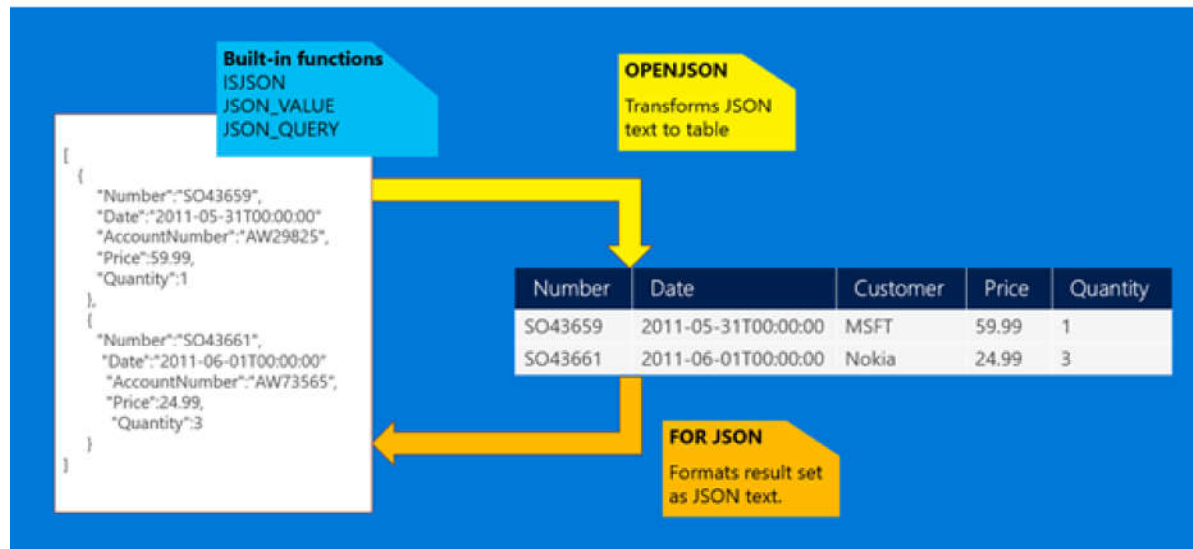 Built-in functions
ISJSON
JSON_VALUE
JSON_QUERY
[
{
"Number":"SO43659",
"Date":"2011-05-31T00:00:00"
"AccountNumber":"AW29825",
"Price":59.99,
"Quantity":1
},
{
"Number":"SO43661",
"Date":"2011-06-01T00:00:00"
"AccountNumber":"AW73565",
"Price":24.99,
"Quantity":3
}
]
OPENJSON
Transforms JSON
text to table
Number Date Customer Price Quantity
SO43659 2011-05-31T00:00:00 MSFT 59.99 1
SO43661 2011-06-01T00:00:00 Nokia 24.99 3
FOR JSON
Formats result set
as JSON text.